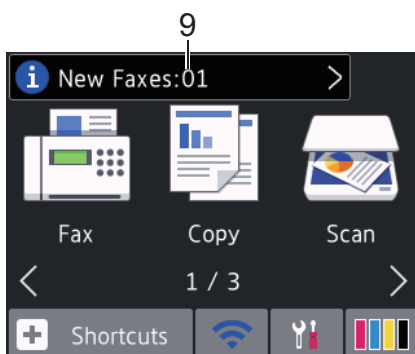 9
i New Faxes:01 >
Fax Copy Scan
< 1 / 3 >
+ Shortcuts